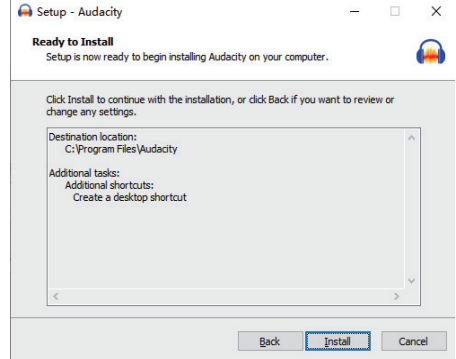 Setup - Audacity
Ready to Install
Setup is now ready to begin installing Audacity on your computer.
Click Install to continue with the installation, or click Back if you want to review or
change any settings.
Destination location:
C:\Program Files\Audacity
Additional tasks:
Additional shortcuts:
Create a desktop shortcut
Back Install Cancel